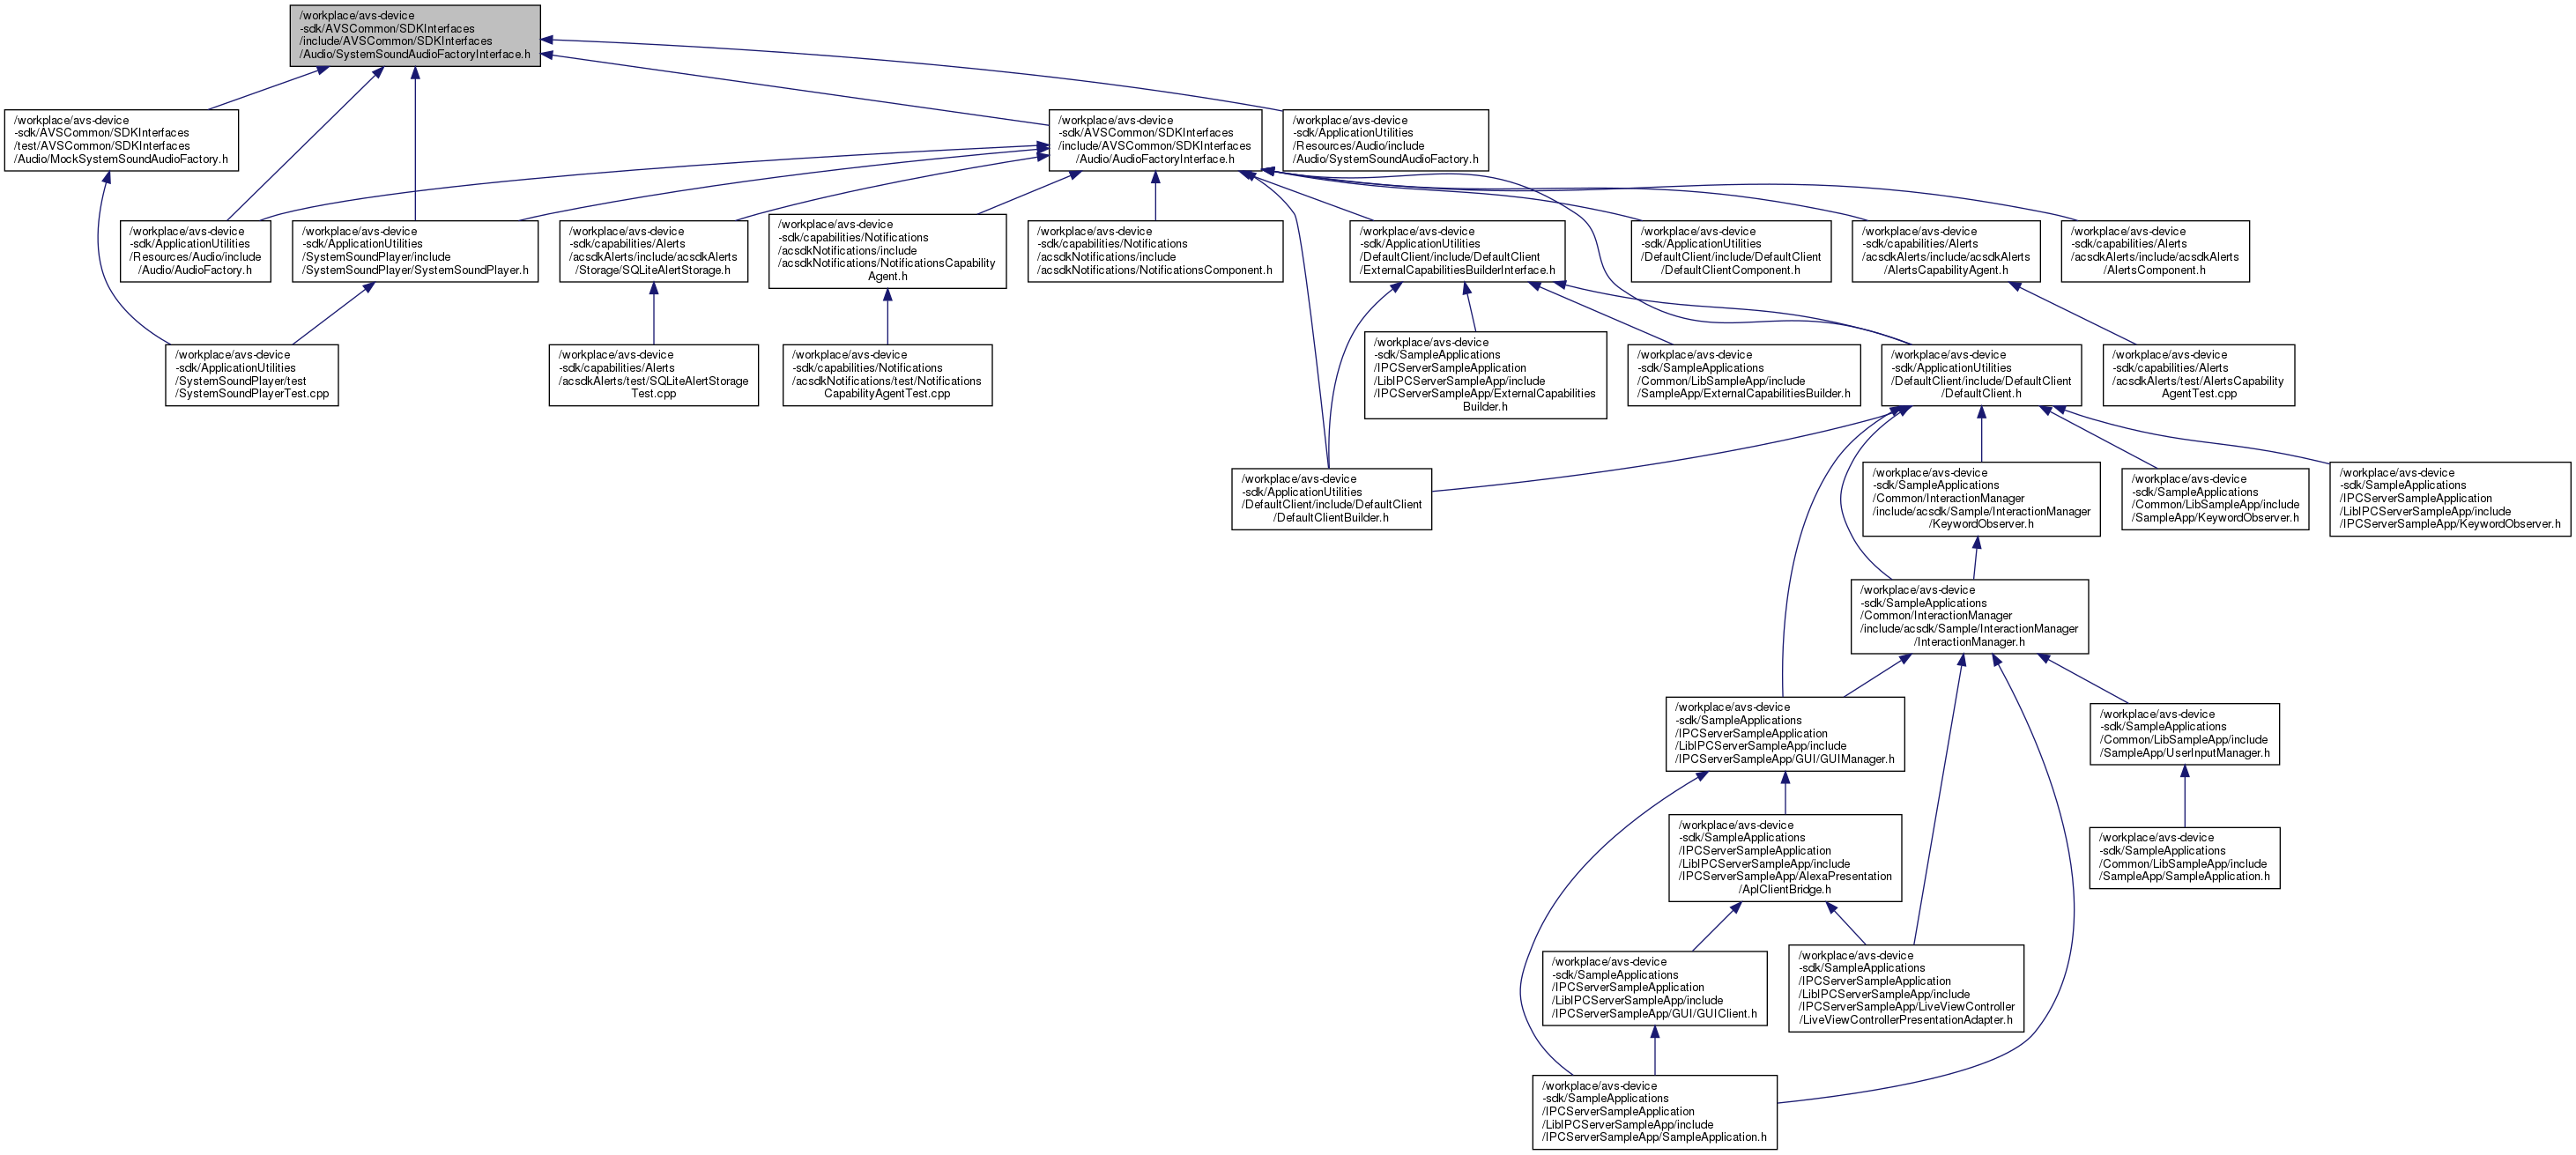 /workplace/avs-device
-sdk/AVSCommon/SDKInterfaces
/include/AVSCommon/SDKInterfaces
/Audio/SystemSoundAudioFactoryInterface.h
/workplace/avs-device
-sdk/AVSCommon/SDKInterfaces
/test/AVSCommon/SDKInterfaces
/Audio/MockSystemSoundAudioFactory.h
/workplace/avs-device
-sdk/AVSCommon/SDKInterfaces
/include/AVSCommon/SDKInterfaces
/Audio/AudioFactoryInterface.h
/workplace/avs-device
-sdk/ApplicationUtilities
/Resources/Audio/include
/Audio/SystemSoundAudioFactory.h
/workplace/avs-device
-sdk/ApplicationUtilities
/Resources/Audio/include
/Audio/AudioFactory.h
/workplace/avs-device
-sdk/ApplicationUtilities
/SystemSoundPlayer/include
/SystemSoundPlayer/SystemSoundPlayer.h
/workplace/avs-device
-sdk/capabilities/Alerts
/acsdkAlerts/include/acsdkAlerts
/Storage/SQLiteAlertStorage.h
/workplace/avs-device
-sdk/capabilities/Notifications
/acsdkNotifications/include
/acsdkNotifications/NotificationsCapability
Agent.h
/workplace/avs-device
-sdk/capabilities/Notifications
/acsdkNotifications/include
/acsdkNotifications/NotificationsComponent.h
/workplace/avs-device
-sdk/ApplicationUtilities
/DefaultClient/include/DefaultClient
/ExternalCapabilitiesBuilderInterface.h
/workplace/avs-device
-sdk/ApplicationUtilities
/DefaultClient/include/DefaultClient
/DefaultClientComponent.h
/workplace/avs-device
-sdk/capabilities/Alerts
/acsdkAlerts/include/acsdkAlerts
/AlertsCapabilityAgent.h
/workplace/avs-device
-sdk/capabilities/Alerts
/acsdkAlerts/include/acsdkAlerts
/AlertsComponent.h
/workplace/avs-device
-sdk/ApplicationUtilities
/SystemSoundPlayer/test
/SystemSoundPlayerTest.cpp
/workplace/avs-device
-sdk/capabilities/Alerts
/acsdkAlerts/test/SQLiteAlertStorage
Test.cpp
/workplace/avs-device
-sdk/capabilities/Notifications
/acsdkNotifications/test/Notifications
CapabilityAgentTest.cpp
/workplace/avs-device
-sdk/SampleApplications
/IPCServerSampleApplication
/LibIPCServerSampleApp/include
/IPCServerSampleApp/ExternalCapabilities
Builder.h
/workplace/avs-device
-sdk/SampleApplications
/Common/LibSampleApp/include
/SampleApp/ExternalCapabilitiesBuilder.h
/workplace/avs-device
-sdk/ApplicationUtilities
/DefaultClient/include/DefaultClient
/DefaultClient.h
/workplace/avs-device
-sdk/capabilities/Alerts
/acsdkAlerts/test/AlertsCapability
AgentTest.cpp
/workplace/avs-device
-sdk/ApplicationUtilities
/DefaultClient/include/DefaultClient
/DefaultClientBuilder.h
/workplace/avs-device
-sdk/SampleApplications
/Common/InteractionManager
/include/acsdk/Sample/InteractionManager
/KeywordObserver.h
/workplace/avs-device
-sdk/SampleApplications
/Common/LibSampleApp/include
/SampleApp/KeywordObserver.h
/workplace/avs-device
-sdk/SampleApplications
/IPCServerSampleApplication
/LibIPCServerSampleApp/include
/IPCServerSampleApp/KeywordObserver.h
/workplace/avs-device
-sdk/SampleApplications
/Common/InteractionManager
/include/acsdk/Sample/InteractionManager
/InteractionManager.h
/workplace/avs-device
-sdk/SampleApplications
/IPCServerSampleApplication
/LibIPCServerSampleApp/include
/IPCServerSampleApp/GUI/GUIManager.h
/workplace/avs-device
-sdk/SampleApplications
/Common/LibSampleApp/include
/SampleApp/UserInputManager.h
/workplace/avs-device
-sdk/SampleApplications
/IPCServerSampleApplication
/LibIPCServerSampleApp/include
/IPCServerSampleApp/AlexaPresentation
/AplClientBridge.h
/workplace/avs-device
-sdk/SampleApplications
/Common/LibSampleApp/include
/SampleApp/SampleApplication.h
/workplace/avs-device
-sdk/SampleApplications
/IPCServerSampleApplication
/LibIPCServerSampleApp/include
/IPCServerSampleApp/GUI/GUIClient.h
/workplace/avs-device
-sdk/SampleApplications
/IPCServerSampleApplication
/LibIPCServerSampleApp/include
/IPCServerSampleApp/LiveViewController
/LiveViewControllerPresentationAdapter.h
/workplace/avs-device
-sdk/SampleApplications
/IPCServerSampleApplication
/LibIPCServerSampleApp/include
/IPCServerSampleApp/SampleApplication.h